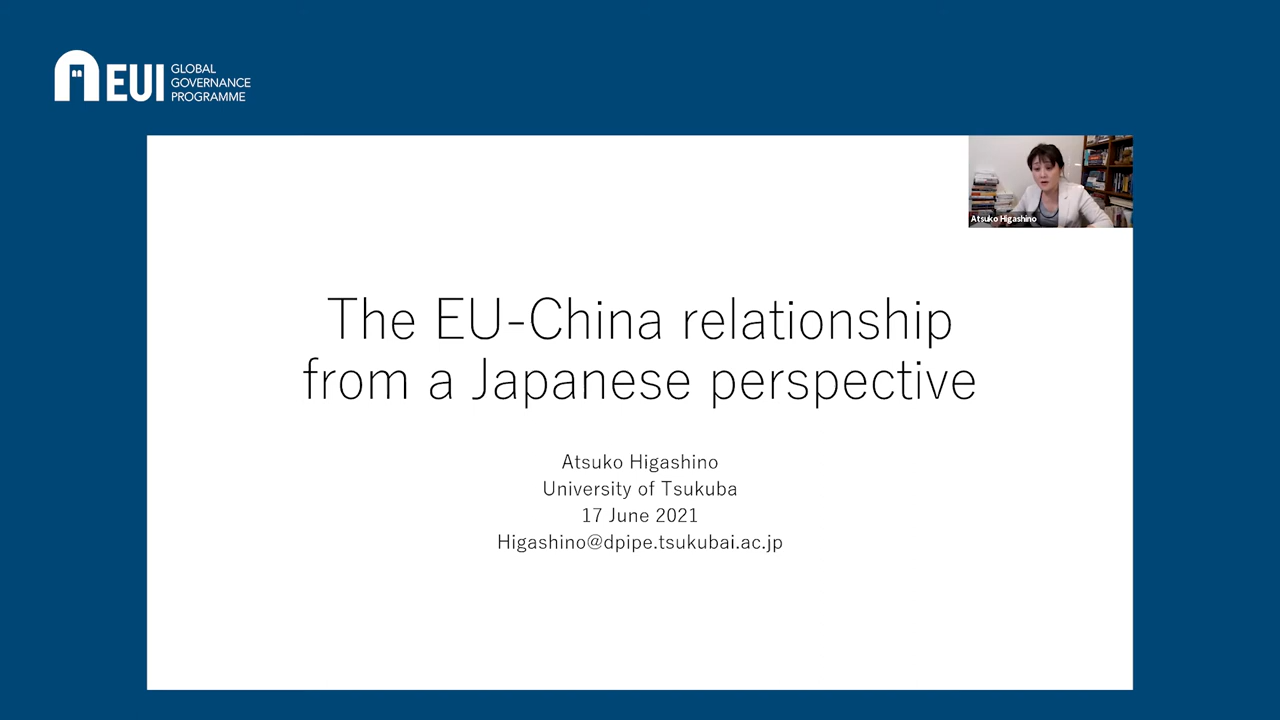 EUI
GLOBAL
GOVERNANCE
PROGRAMME
Atsuko Higashino
The EU-China relationship
from a Japanese perspective
Atsuko Higashino
University of Tsukuba
17 June 2021
Higashino@dpipe.tsukubai.ac.jp